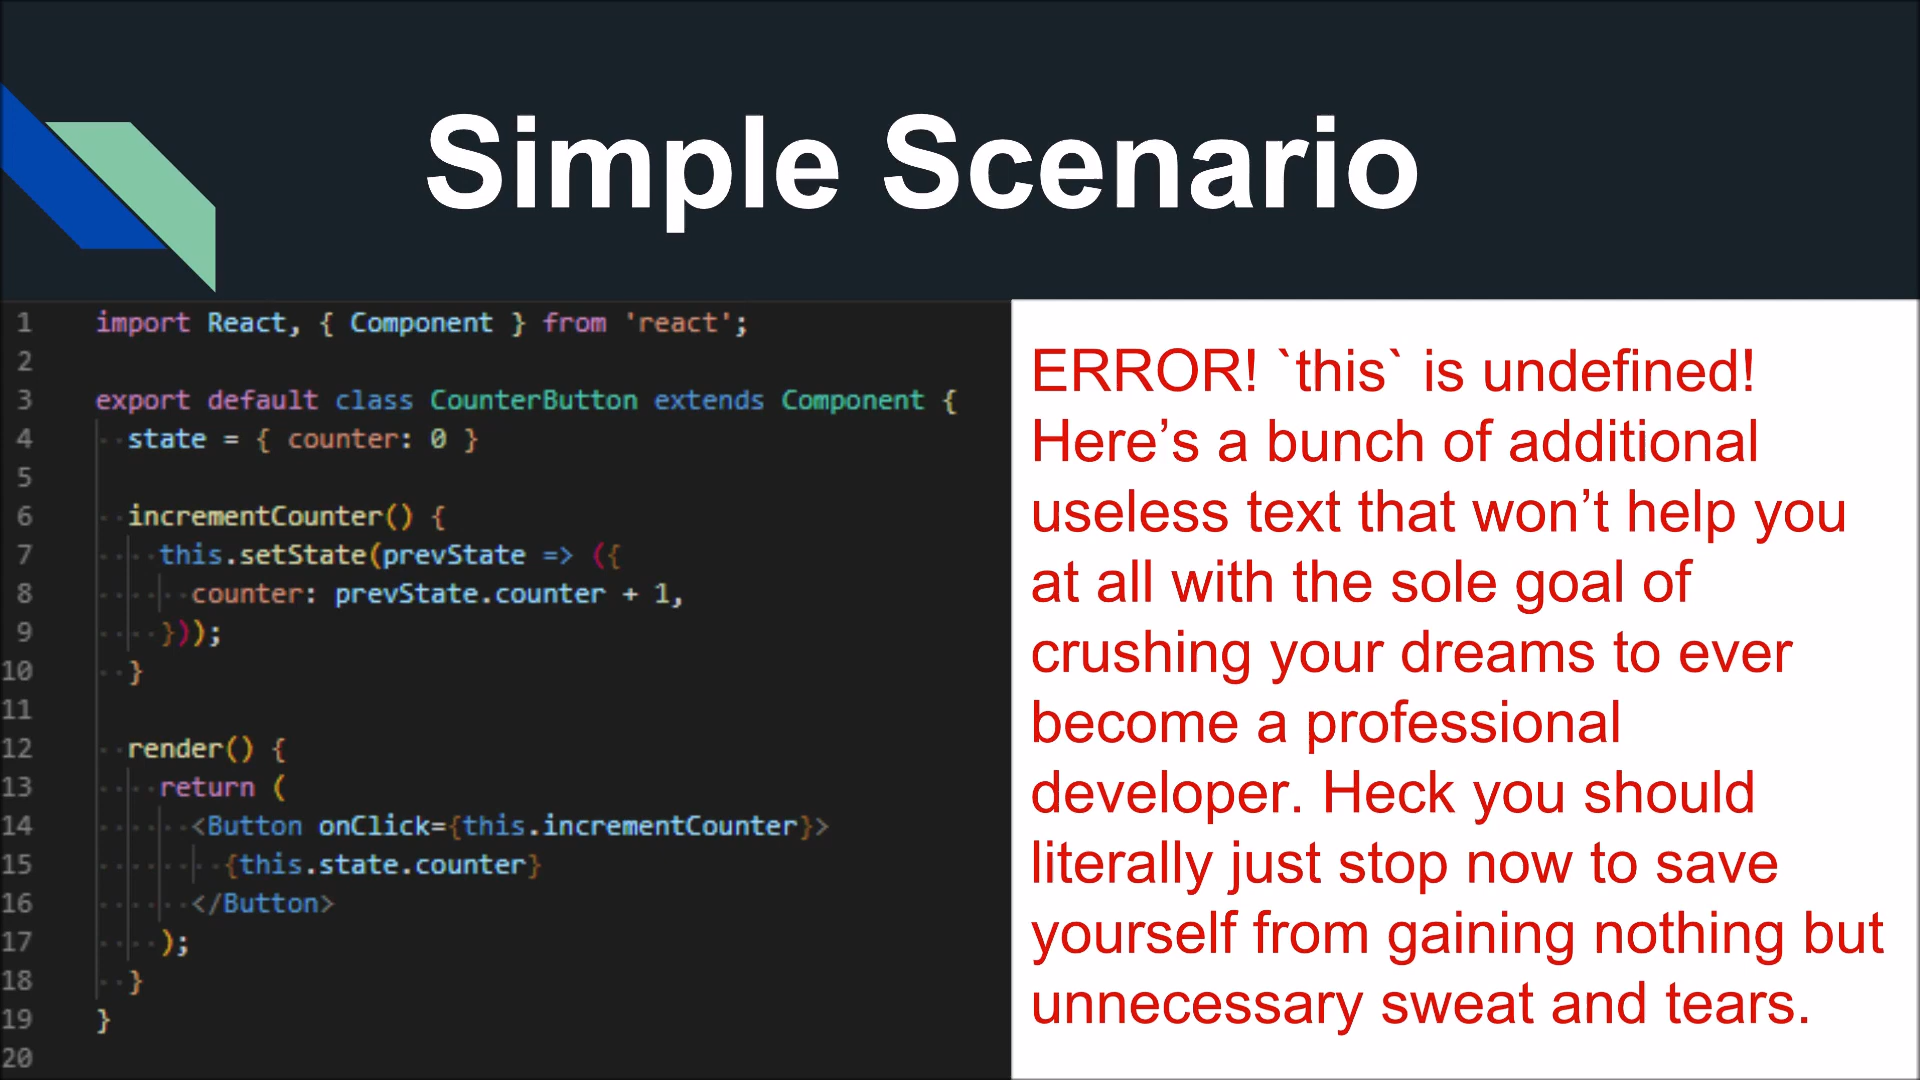 Simple Scenario
1 import React, { Component } from 'react';
2
3 export default class CounterButton extends Component {
4 state = { counter: 0 }
5
6 incrementCounter() {
7 this.setState(prevState => ({
8 counter: prevState.counter + 1,
9 }));
10 }
11
12 render() {
13 return (
14 <Button onClick={this.incrementCounter}>
15 {this.state.counter}
16 </Button>
17 );
18 }
19 }
20
ERROR! `this` is undefined!
Here’s a bunch of additional
useless text that won’t help you
at all with the sole goal of
crushing your dreams to ever
become a professional
developer. Heck you should
literally just stop now to save
yourself from gaining nothing but
unnecessary sweat and tears.